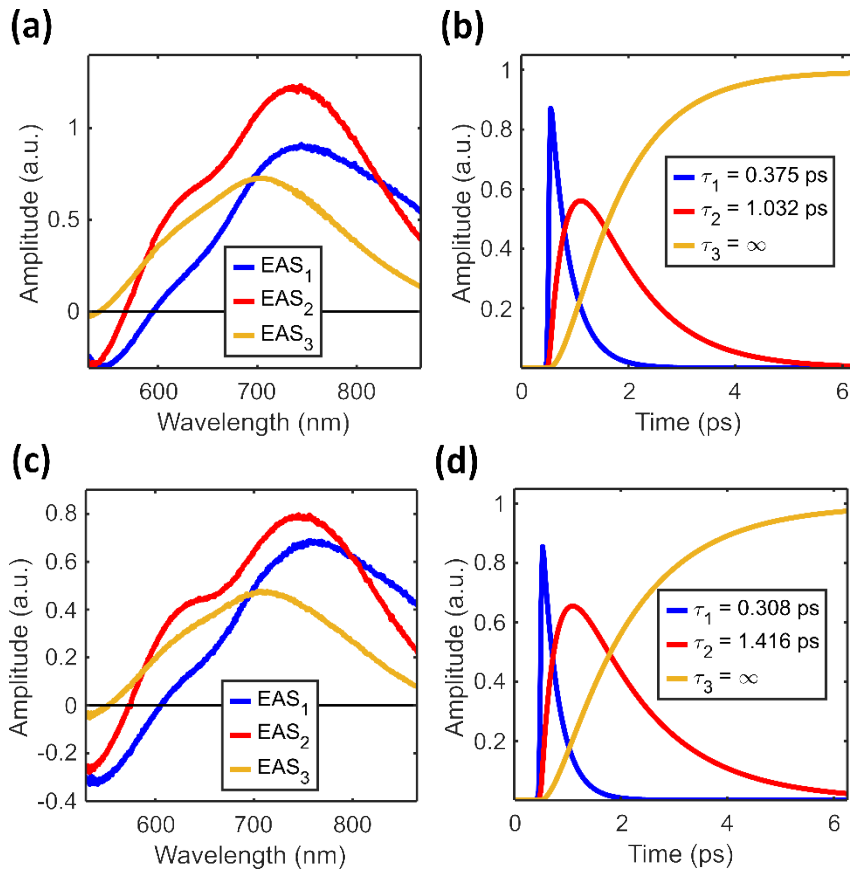 (a)
Amplitude (a.u.)
1
0.5
0
EAS1
EAS2
EAS3
600 700 800
Wavelength (nm)
(b)
Amplitude (a.u.)
1
0.8
0.6
0.4
0.2
τ1 = 0.375 ps
τ2 = 1.032 ps
τ3 = ∞
0 2 4 6
Time (ps)
(c)
Amplitude (a.u.)
0.8
0.6
0.4
0.2
0
-0.2
-0.4
EAS1
EAS2
EAS3
600 700 800
Wavelength (nm)
(d)
Amplitude (a.u.)
1
0.8
0.6
0.4
0.2
τ1 = 0.308 ps
τ2 = 1.416 ps
τ3 = ∞
0 2 4 6
Time (ps)